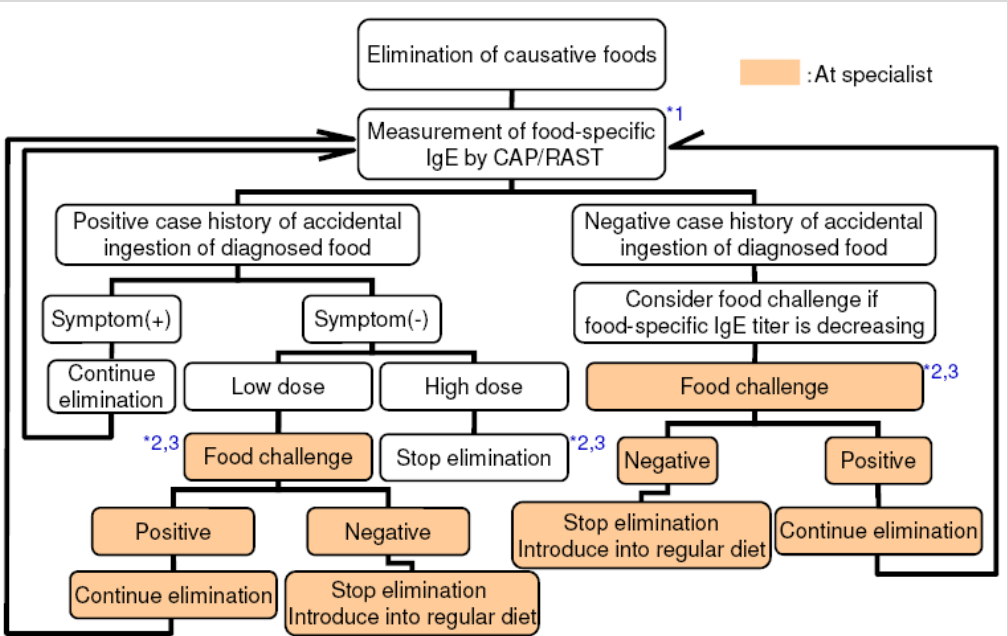 Elimination of causative foods
:At specialist
Measurement of food-specific
IgE by CAP/RAST
*1
Positive case history of accidental
ingestion of diagnosed food
Negative case history of accidental
ingestion of diagnosed food
Symptom(+)
Symptom(-)
Consider food challenge if
food-specific IgE titer is decreasing
Continue
elimination
Low dose
High dose
Food challenge
*2,3
*2,3
Food challenge
Stop elimination
*2,3
Negative
Positive
Positive
Negative
Stop elimination
Introduce into regular diet
Continue elimination
Continue elimination
Stop elimination
Introduce into regular diet